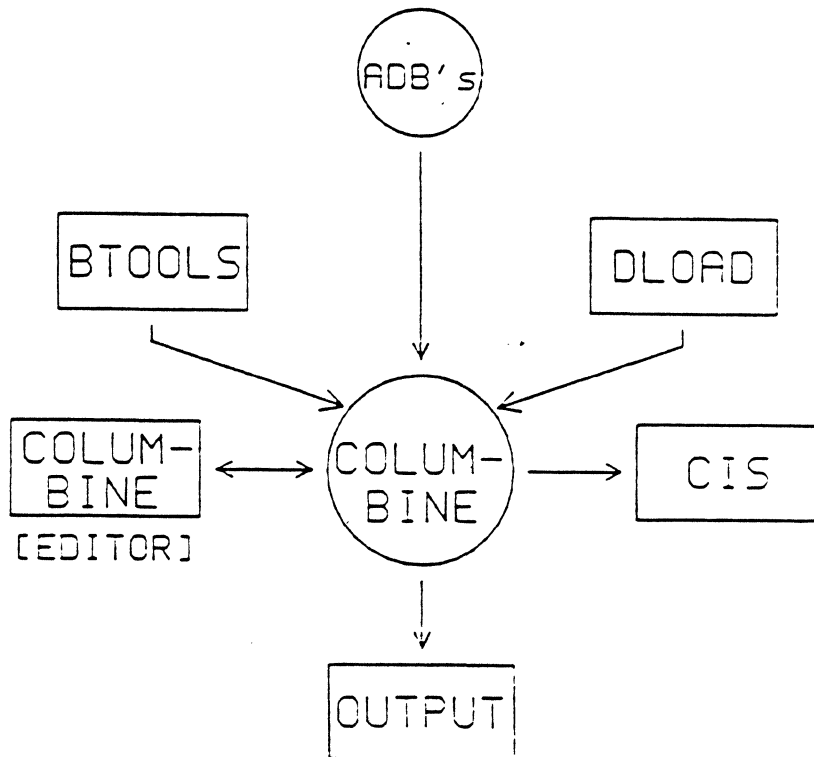 ADB's
BTOOLS
DLOAD
COLUM-
BINE
[EDITOR]
COLUM-
BINE
CIS
OUTPUT